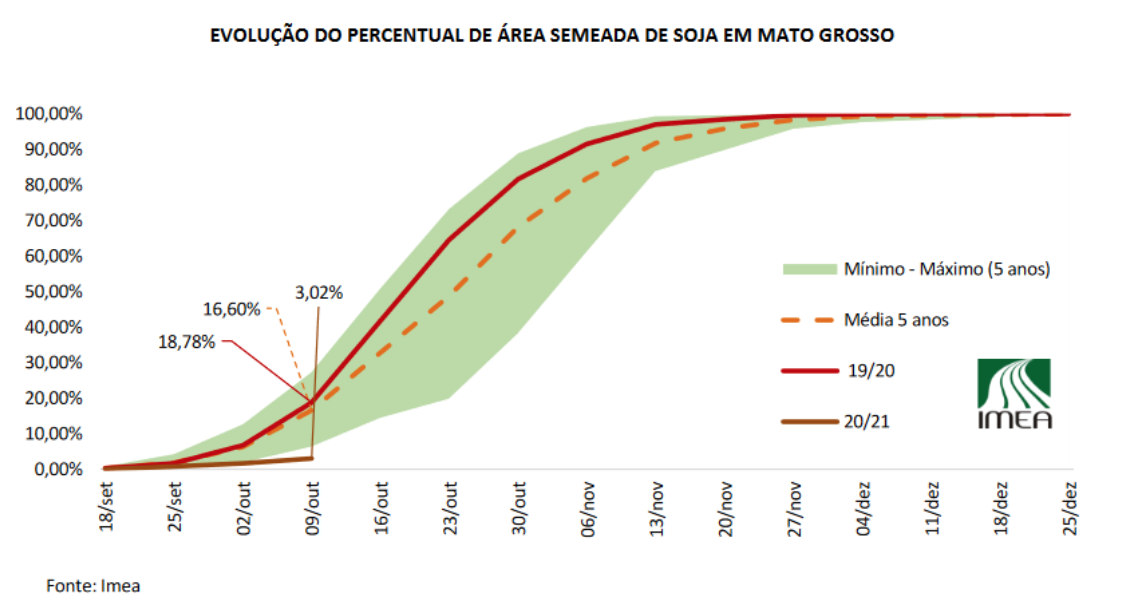 EVOLUÇÃO DO PERCENTUAL DE ÁREA SEMEADA DE SOJA EM MATO GROSSO
100,00%
90,00%
80,00%
70,00%
60,00%
50,00%
40,00%
30,00%
20,00%
10,00%
0,00%
3,02%
16,60%
18,78%
Mínimo - Máximo (5 anos)
Média 5 anos
19/20
20/21
IMEA
18/set
25/set
02/out
09/out
16/out
23/out
30/out
06/nov
13/nov
20/nov
27/nov
04/dez
11/dez
18/dez
25/dez
Fonte: Imea